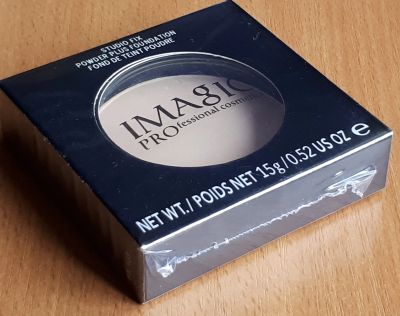 STUDIO FIX
POWDER PLUS FOUNDATION
FOND DE TEINT POUDRE
IMAGIC
PROfessional cosmetics
NET WT./POIDS NET 15g/0.52 US OZ ℮